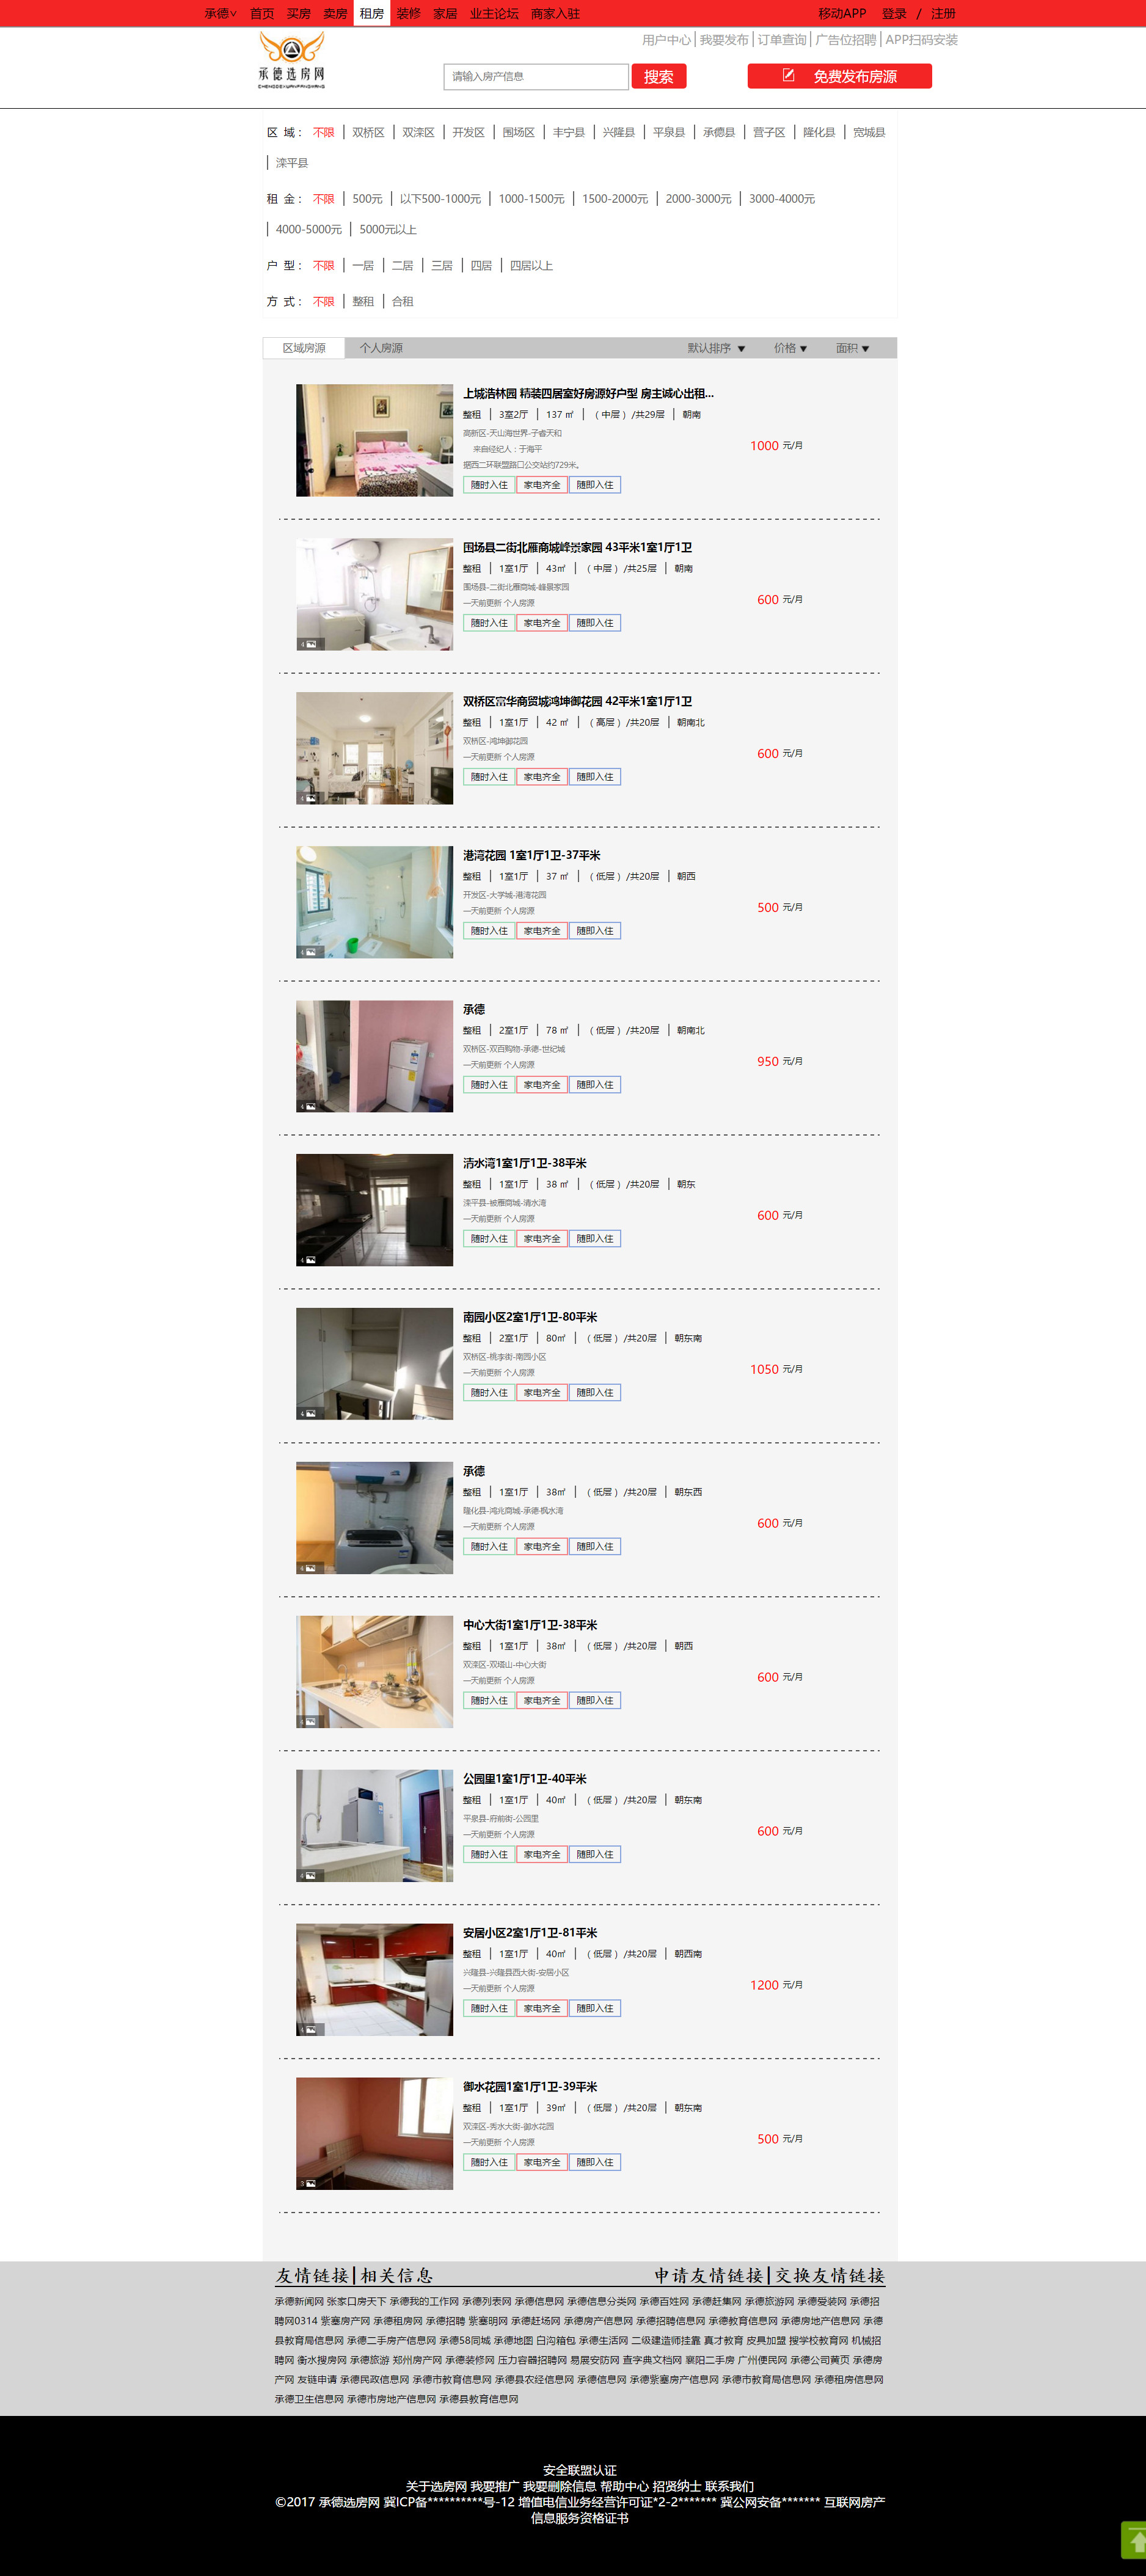 承德∨ 首页 买房 卖房 租房 装修 家居 业主论坛 商家入驻 移动APP 登录 / 注册
用户中心 | 我要发布 | 订单查询 | 广告位招聘 | APP扫码安装
承德选房网
CHENGDEXUANFANGWANG
请输入房产信息 搜索 免费发布房源
区 域： 不限 | 双桥区 | 双滦区 | 开发区 | 围场区 | 丰宁县 | 兴隆县 | 平泉县 | 承德县 | 营子区 | 隆化县 | 宽城县
| 滦平县
租 金： 不限 | 500元 | 以下500-1000元 | 1000-1500元 | 1500-2000元 | 2000-3000元 | 3000-4000元
| 4000-5000元 | 5000元以上
户 型： 不限 | 一居 | 二居 | 三居 | 四居 | 四居以上
方 式： 不限 | 整租 | 合租
区域房源 个人房源 默认排序 ▼ 价格 ▼ 面积 ▼
上城浩林园 精装四居室好房源好户型 房主诚心出租...
整租 | 3室2厅 | 137 ㎡ | （中层）/共29层 | 朝南
高新区-天山海世界-子睿天和
来自经纪人：于海平
据西二环联盟路口公交站约729米。
1000 元/月
随时入住 家电齐全 随即入住
围场县二街北雁商城峰景家园 43平米1室1厅1卫
整租 | 1室1厅 | 43㎡ | （中层）/共25层 | 朝南
围场县-二街北雁商城-峰景家园
一天前更新 个人房源
600 元/月
随时入住 家电齐全 随即入住
4
双桥区富华商贸城鸿坤御花园 42平米1室1厅1卫
整租 | 1室1厅 | 42 ㎡ | （高层）/共20层 | 朝南北
双桥区-鸿坤御花园
一天前更新 个人房源
600 元/月
随时入住 家电齐全 随即入住
港湾花园 1室1厅1卫-37平米
整租 | 1室1厅 | 37 ㎡ | （低层）/共20层 | 朝西
开发区-大学城-港湾花园
一天前更新 个人房源
500 元/月
随时入住 家电齐全 随即入住
承德
整租 | 2室1厅 | 78 ㎡ | （低层）/共20层 | 朝南北
双桥区-双百购物-承德-世纪城
一天前更新 个人房源
950 元/月
随时入住 家电齐全 随即入住
4
清水湾1室1厅1卫-38平米
整租 | 1室1厅 | 38 ㎡ | （低层）/共20层 | 朝东
滦平县-被雁商城-清水湾
一天前更新 个人房源
600 元/月
随时入住 家电齐全 随即入住
4
南园小区2室1厅1卫-80平米
整租 | 2室1厅 | 80㎡ | （低层）/共20层 | 朝东南
双桥区-桃李街-南园小区
一天前更新 个人房源
1050 元/月
随时入住 家电齐全 随即入住
4
承德
整租 | 1室1厅 | 38㎡ | （低层）/共20层 | 朝东西
隆化县-鸿兆商城-承德-枫水湾
一天前更新 个人房源
600 元/月
随时入住 家电齐全 随即入住
中心大街1室1厅1卫-38平米
整租 | 1室1厅 | 38㎡ | （低层）/共20层 | 朝西
双滦区-双塔山-中心大街
一天前更新 个人房源
600 元/月
随时入住 家电齐全 随即入住
公园里1室1厅1卫-40平米
整租 | 1室1厅 | 40㎡ | （低层）/共20层 | 朝东南
平泉县-府前街-公园里
一天前更新 个人房源
600 元/月
随时入住 家电齐全 随即入住
安居小区2室1厅1卫-81平米
整租 | 1室1厅 | 40㎡ | （低层）/共20层 | 朝西南
兴隆县-兴隆县西大街-安居小区
一天前更新 个人房源
1200 元/月
随时入住 家电齐全 随即入住
御水花园1室1厅1卫-39平米
整租 | 1室1厅 | 39㎡ | （低层）/共20层 | 朝东南
双滦区-秀水大街-御水花园
一天前更新 个人房源
500 元/月
随时入住 家电齐全 随即入住
3
友情链接|相关信息 申请友情链接|交换友情链接
承德新闻网 张家口房天下 承德我的工作网 承德列表网 承德信息网 承德信息分类网 承德百姓网 承德赶集网 承德旅游网 承德爱装网 承德招
聘网0314 紫塞房产网 承德租房网 承德招聘 紫塞明网 承德赶场网 承德房产信息网 承德招聘信息网 承德教育信息网 承德房地产信息网 承德
县教育局信息网 承德二手房产信息网 承德58同城 承德地图 白沟箱包 承德生活网 二级建造师挂靠 真才教育 皮具加盟 搜学校教育网 机械招
聘网 衡水搜房网 承德旅游 郑州房产网 承德装修网 压力容器招聘网 易展安防网 查字典文档网 襄阳二手房 广州便民网 承德公司黄页 承德房
产网 友链申请 承德民政信息网 承德市教育信息网 承德县农经信息网 承德信息网 承德紫塞房产信息网 承德市教育局信息网 承德租房信息网
承德卫生信息网 承德市房地产信息网 承德县教育信息网
安全联盟认证
关于选房网 我要推广 我要删除信息 帮助中心 招贤纳士 联系我们
©2017 承德选房网 冀ICP备**********号-12 增值电信业务经营许可证*2-2******* 冀公网安备******* 互联网房产
信息服务资格证书